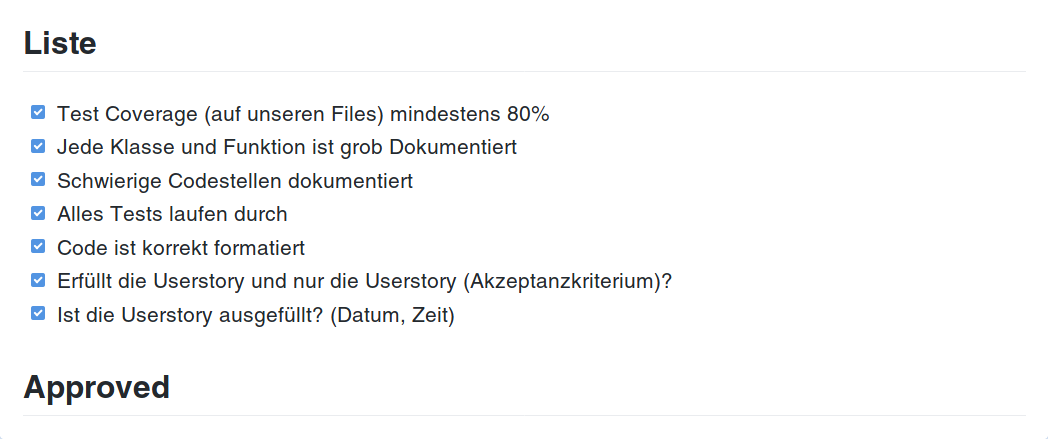 Liste
Test Coverage (auf unseren Files) mindestens 80%
Jede Klasse und Funktion ist grob Dokumentiert
Schwierige Codestellen dokumentiert
Alles Tests laufen durch
Code ist korrekt formatiert
Erfüllt die Userstory und nur die Userstory (Akzeptanzkriterium)?
Ist die Userstory ausgefüllt? (Datum, Zeit)
Approved